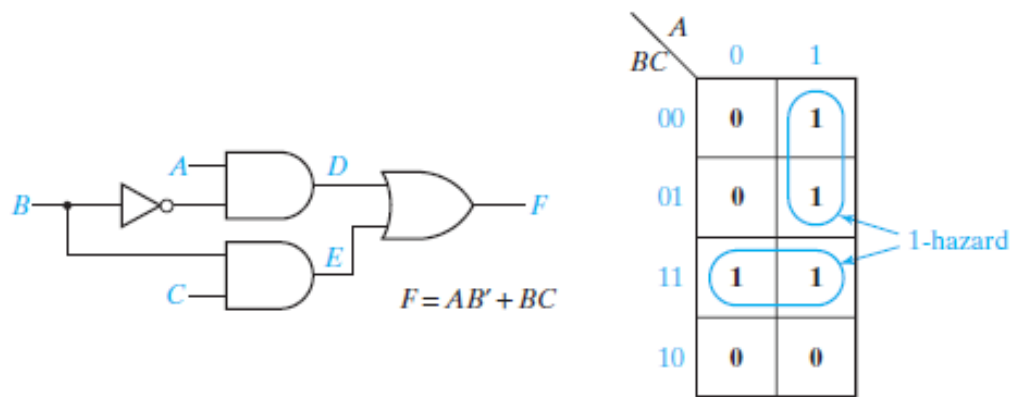 A
BC
0 1
00 0 1
01 0 1
11 1 1
10 0 0
1-hazard
A
D
B
F
E
C
F = AB′ + BC